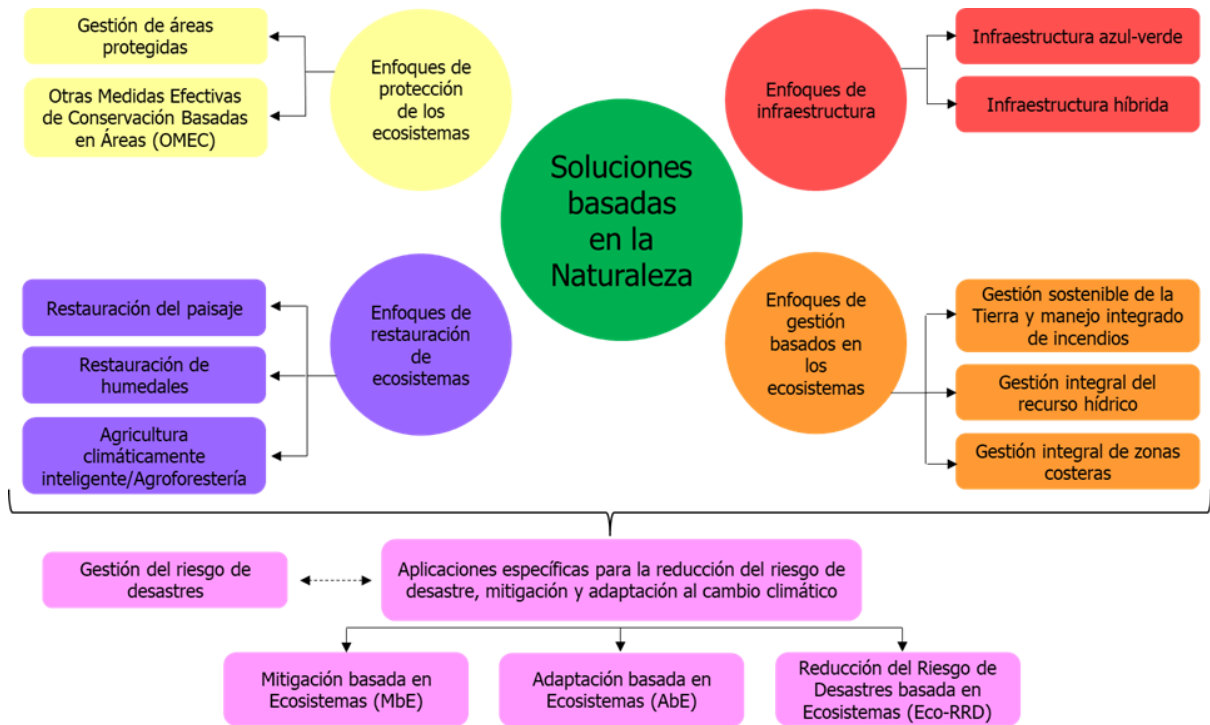 Gestión de áreas
protegidas
Otras Medidas Efectivas
de Conservación Basadas
en Áreas (OMEC)
Enfoques de
protección
de los
ecosistemas
Soluciones
basadas
en la
Naturaleza
Enfoques de
infraestructura
Infraestructura azul-verde
Infraestructura híbrida
Restauración del paisaje
Restauración de
humedales
Agricultura
climáticamente
inteligente/Agroforestería
Enfoques de
restauración
de
ecosistemas
Enfoques de
gestión
basados en
los
ecosistemas
Gestión sostenible de la
Tierra y manejo integrado
de incendios
Gestión integral del
recurso hídrico
Gestión integral de zonas
costeras
Gestión del riesgo de
desastres
Aplicaciones específicas para la reducción del riesgo de
desastre, mitigación y adaptación al cambio climático
Mitigación basada en
Ecosistemas (MbE)
Adaptación basada en
Ecosistemas (AbE)
Reducción del Riesgo de
Desastres basada en
Ecosistemas (Eco-RRD)